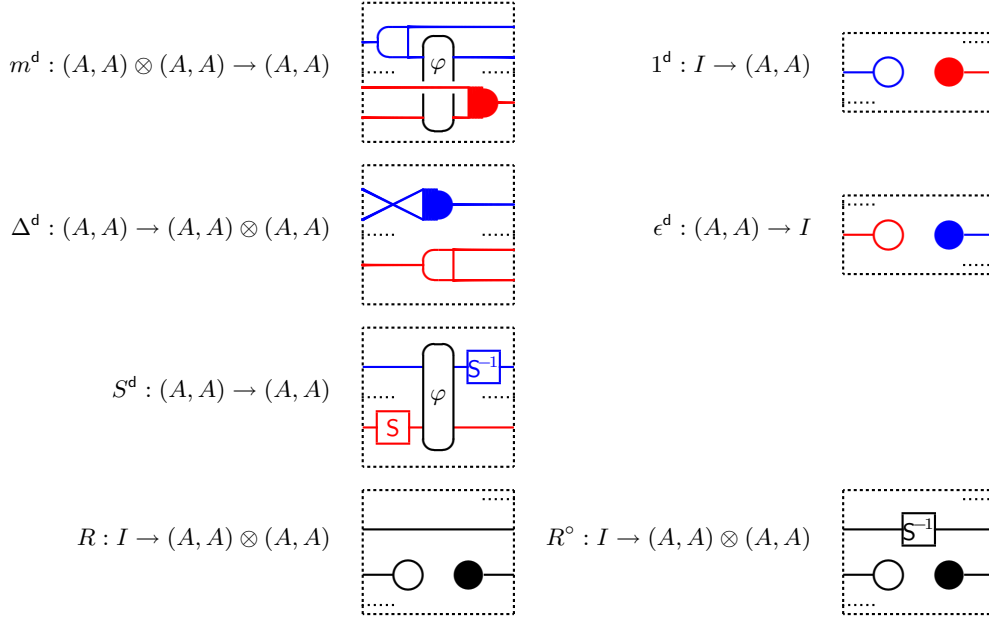 m^d : (A, A) ⊗ (A, A) → (A, A)
φ
1^d : I → (A, A)
Δ^d : (A, A) → (A, A) ⊗ (A, A)
ϵ^d : (A, A) → I
S^d : (A, A) → (A, A)
S
φ
S⁻¹
R : I → (A, A) ⊗ (A, A)
R° : I → (A, A) ⊗ (A, A)
S⁻¹